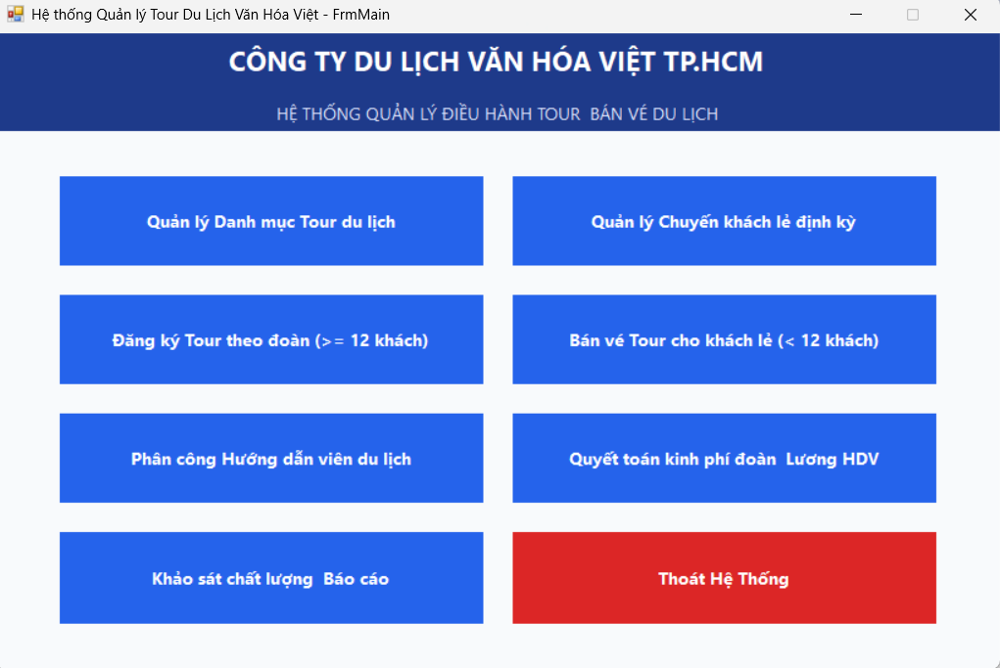 Hệ thống Quản lý Tour Du Lịch Văn Hóa Việt - FrmMain
CÔNG TY DU LỊCH VĂN HÓA VIỆT TP.HCM
HỆ THỐNG QUẢN LÝ ĐIỀU HÀNH TOUR  BÁN VÉ DU LỊCH
Quản lý Danh mục Tour du lịch
Quản lý Chuyến khách lẻ định kỳ
Đăng ký Tour theo đoàn (>= 12 khách)
Bán vé Tour cho khách lẻ (< 12 khách)
Phân công Hướng dẫn viên du lịch
Quyết toán kinh phí đoàn  Lương HDV
Khảo sát chất lượng  Báo cáo
Thoát Hệ Thống